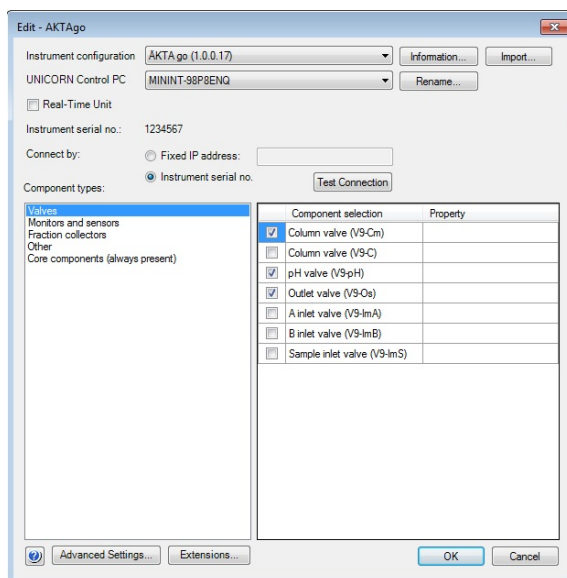 Edit - AKTAgo
Instrument configuration ÄKTA go (1.0.0.17) Information... Import...
UNICORN Control PC MININT-98P8ENQ Rename...
Real-Time Unit
Instrument serial no.: 1234567
Connect by: Fixed IP address:
Instrument serial no.
Test Connection
Component types:
Valves
Monitors and sensors
Fraction collectors
Other
Core components (always present)
Component selection Property
Column valve (V9-Cm)
Column valve (V9-C)
pH valve (V9-pH)
Outlet valve (V9-Os)
A inlet valve (V9-ImA)
B inlet valve (V9-ImB)
Sample inlet valve (V9-ImS)
Advanced Settings... Extensions... OK Cancel